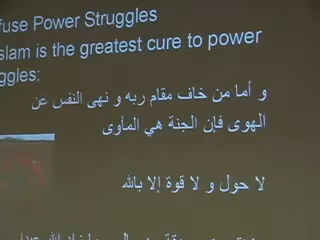 fuse Power Struggles
slam is the greatest cure to power
ggles:
و أما من خاف مقام ربه و نهى النفس عن
الهوى فإن الجنة هي المأوى
لا حول و لا قوة إلا بالله